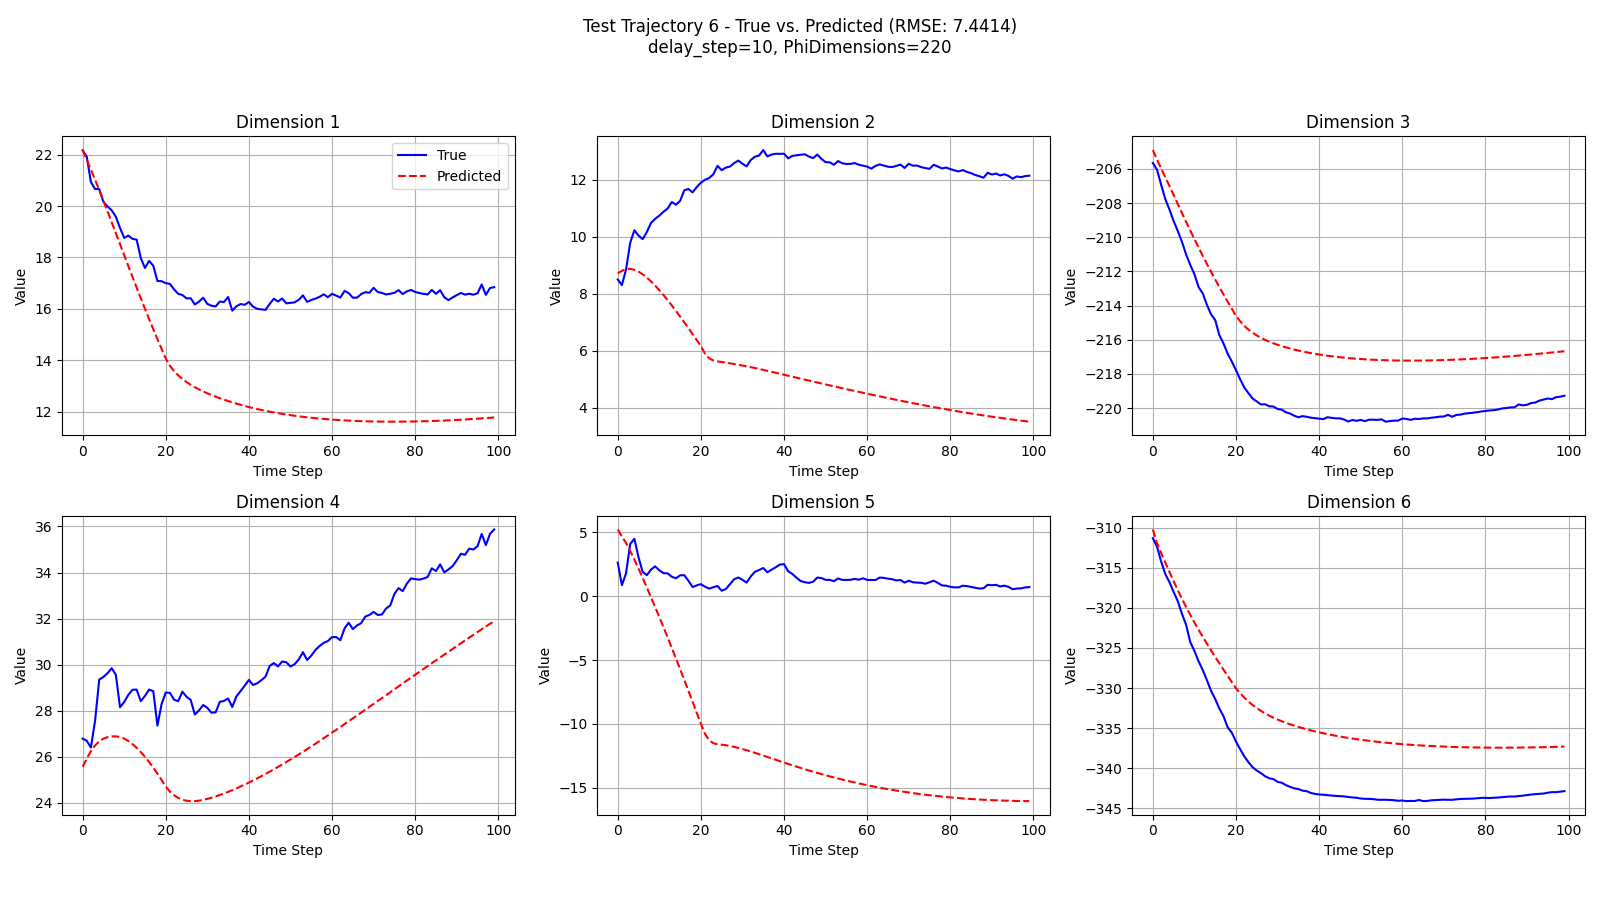 Test Trajectory 6 - True vs. Predicted (RMSE: 7.4414)
delay_step=10, PhiDimensions=220
Dimension 1
Value
22
20
18
16
14
12
0 20 40 60 80 100
Time Step
True
Predicted
Dimension 2
Value
12
10
8
6
4
0 20 40 60 80 100
Time Step
Dimension 3
Value
−206
−208
−210
−212
−214
−216
−218
−220
0 20 40 60 80 100
Time Step
Dimension 4
Value
36
34
32
30
28
26
24
0 20 40 60 80 100
Time Step
Dimension 5
Value
5
0
−5
−10
−15
0 20 40 60 80 100
Time Step
Dimension 6
Value
−310
−315
−320
−325
−330
−335
−340
−345
0 20 40 60 80 100
Time Step